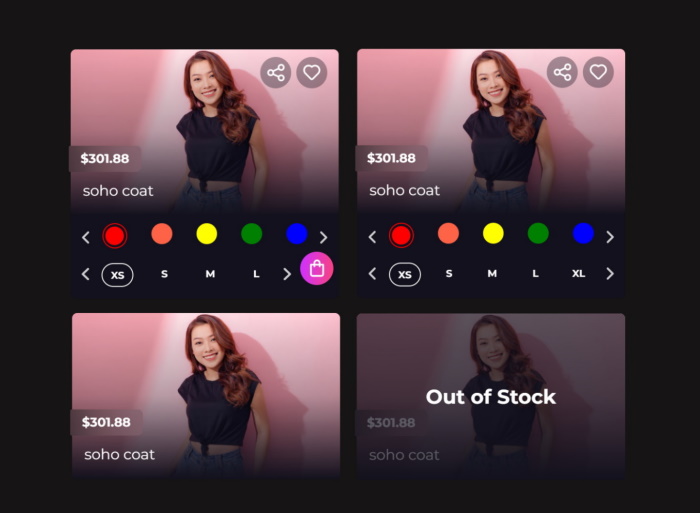 $301.88
soho coat
XS S M L
$301.88
soho coat
XS S M L XL
$301.88
soho coat
Out of Stock
$301.88
soho coat